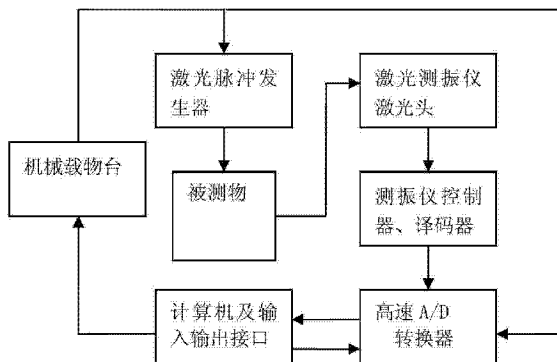 激光脉冲发
生器
激光测振仪
激光头
机械载物台
被测物
测振仪控制
器、译码器
计算机及输
入输出接口
高速 A/D
转换器